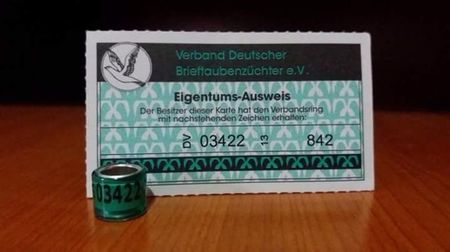 Verband Deutscher
Brieftaubenzüchter e.V.
Eigentums-Ausweis
Der Besitzer dieser Karte hat den Verbandsring
mit nachstehenden Zeichen erhalten:
DV 03422 13 842
03422